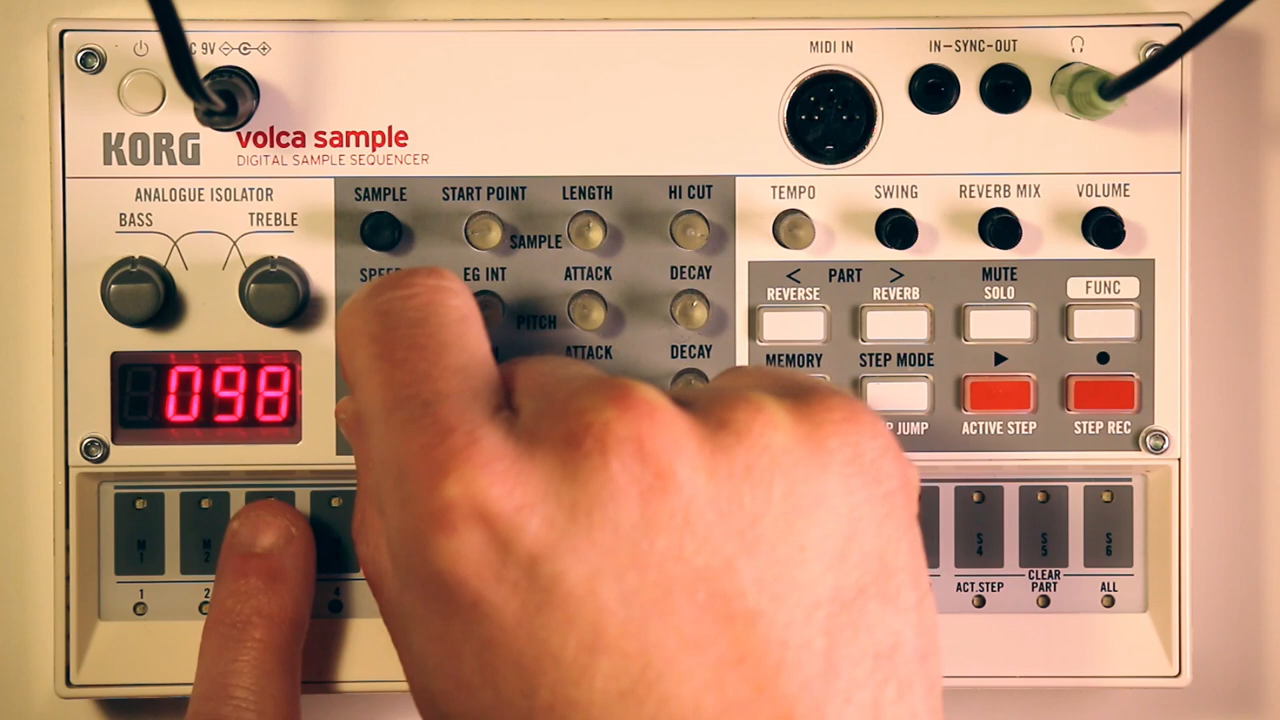 C 9V
MIDI IN
IN-SYNC-OUT
KORG
volca sample
DIGITAL SAMPLE SEQUENCER
ANALOGUE ISOLATOR
BASS
TREBLE
SAMPLE
START POINT
LENGTH
HI CUT
SAMPLE
TEMPO
SWING
REVERB MIX
VOLUME
EG INT
ATTACK
DECAY
PITCH
< PART >
MUTE
REVERSE
REVERB
SOLO
FUNC
ATTACK
DECAY
MEMORY
STEP MODE
098
JUMP
ACTIVE STEP
STEP REC
M1
M2
S4
S5
S6
1
2
4
ACT.STEP
CLEAR
PART
ALL